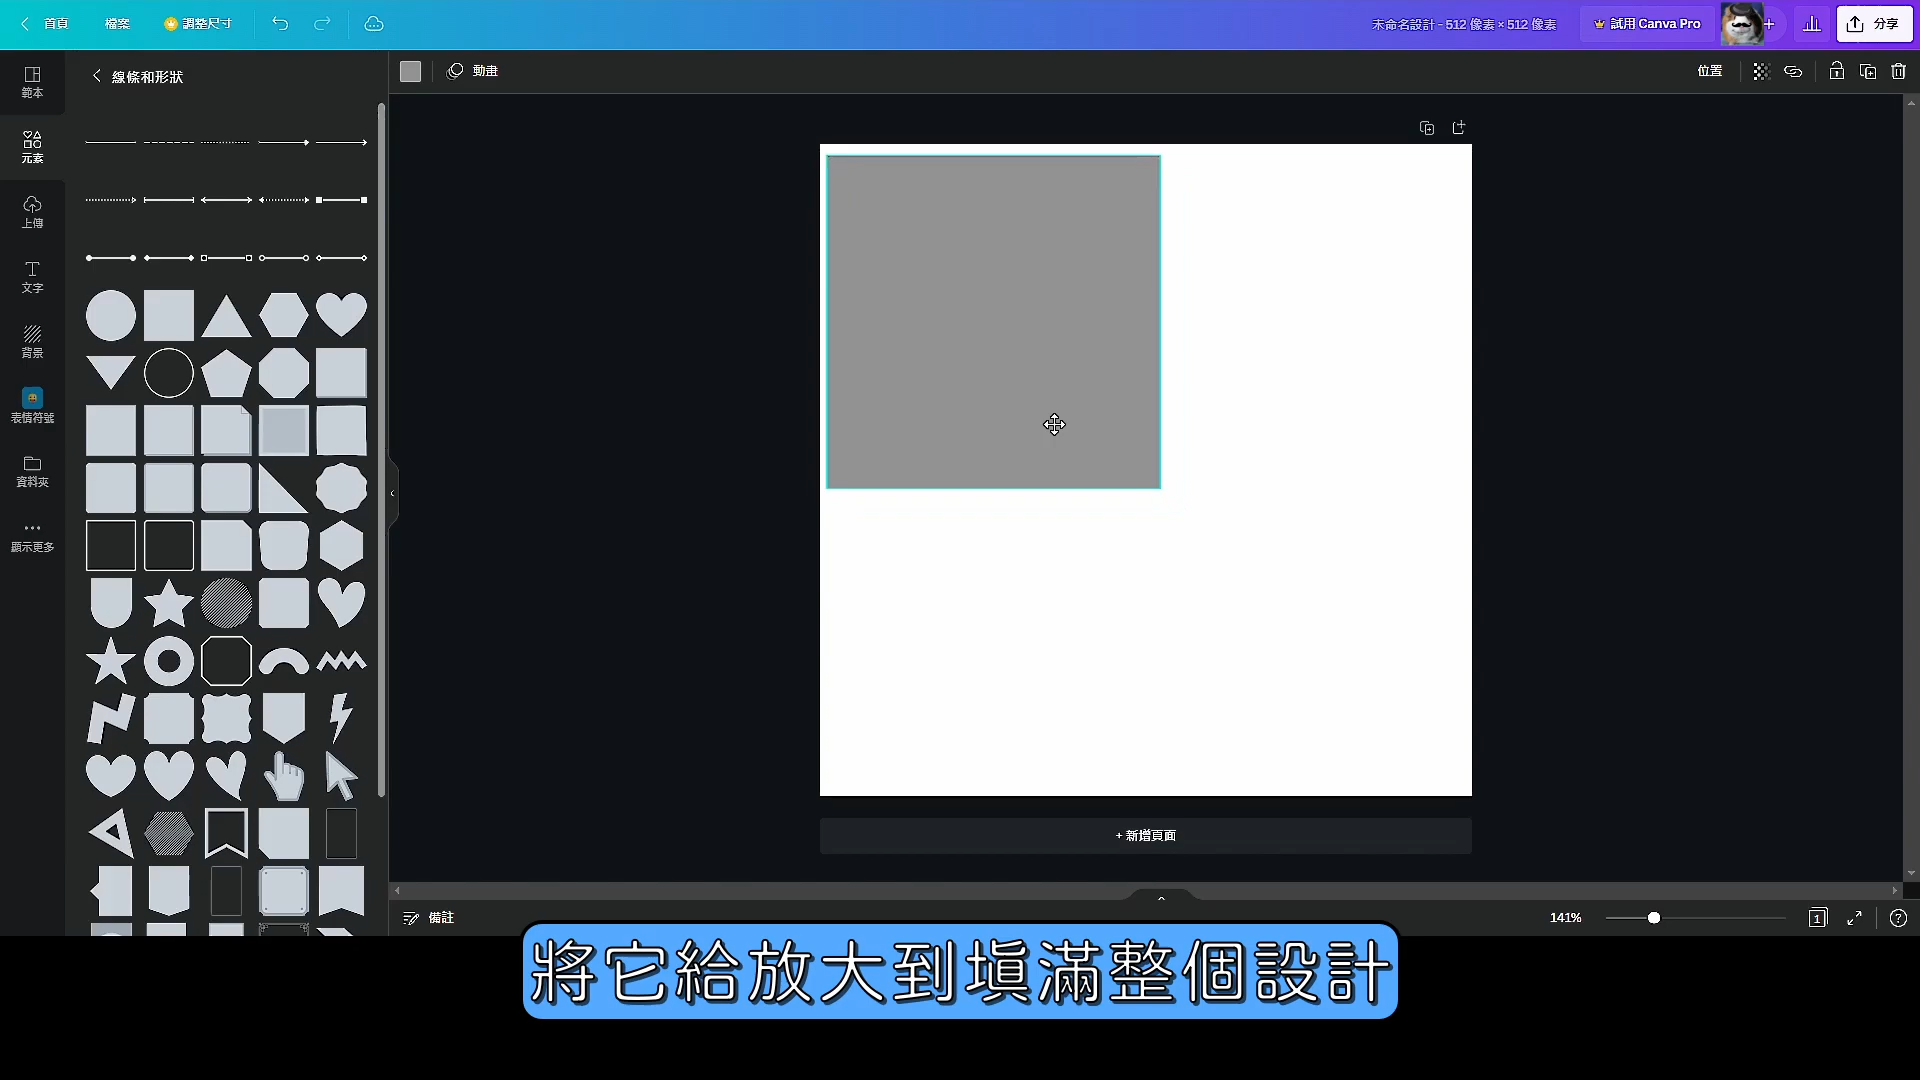 首頁
檔案
調整尺寸
未命名設計 - 512 像素 × 512 像素
試用 Canva Pro
分享
範本
元素
上傳
文字
背景
表情符號
資料夾
顯示更多
線條和形狀
動畫
位置
+ 新增頁面
備註
141%
1
將它給放大到填滿整個設計